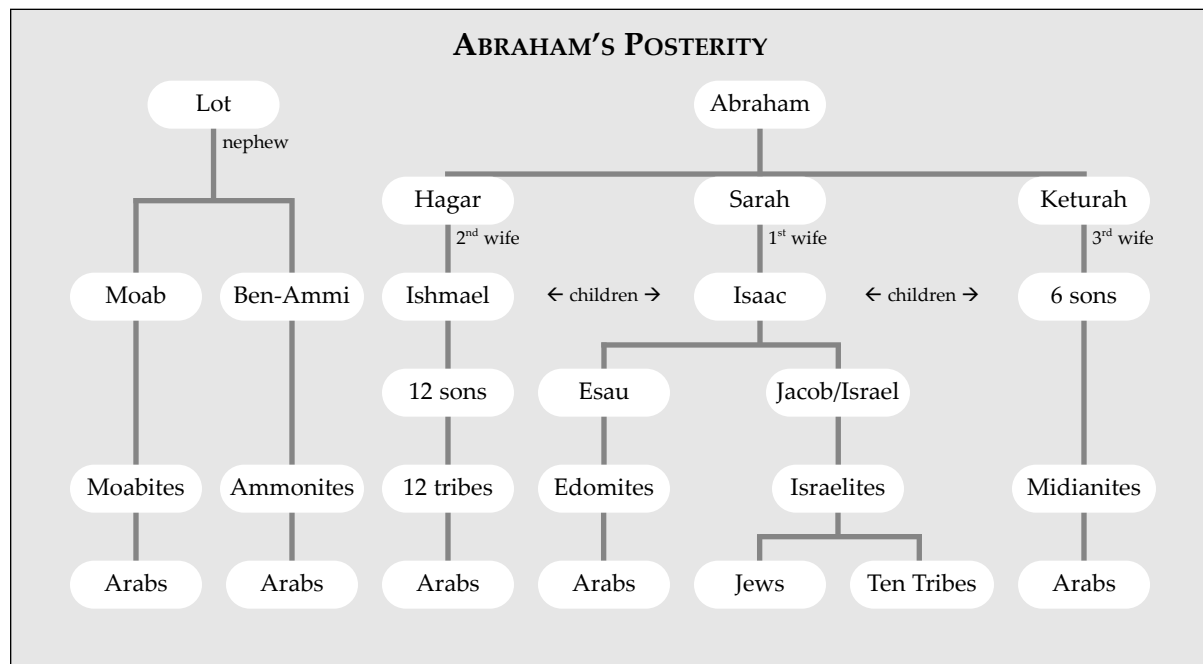 ABRAHAM'S POSTERITY
Lot Abraham
nephew
Hagar Sarah Keturah
2nd wife 1st wife 3rd wife
Moab Ben-Ammi Ishmael ← children → Isaac ← children → 6 sons
12 sons Esau Jacob/Israel
Moabites Ammonites 12 tribes Edomites Israelites Midianites
Arabs Arabs Arabs Arabs Jews Ten Tribes Arabs